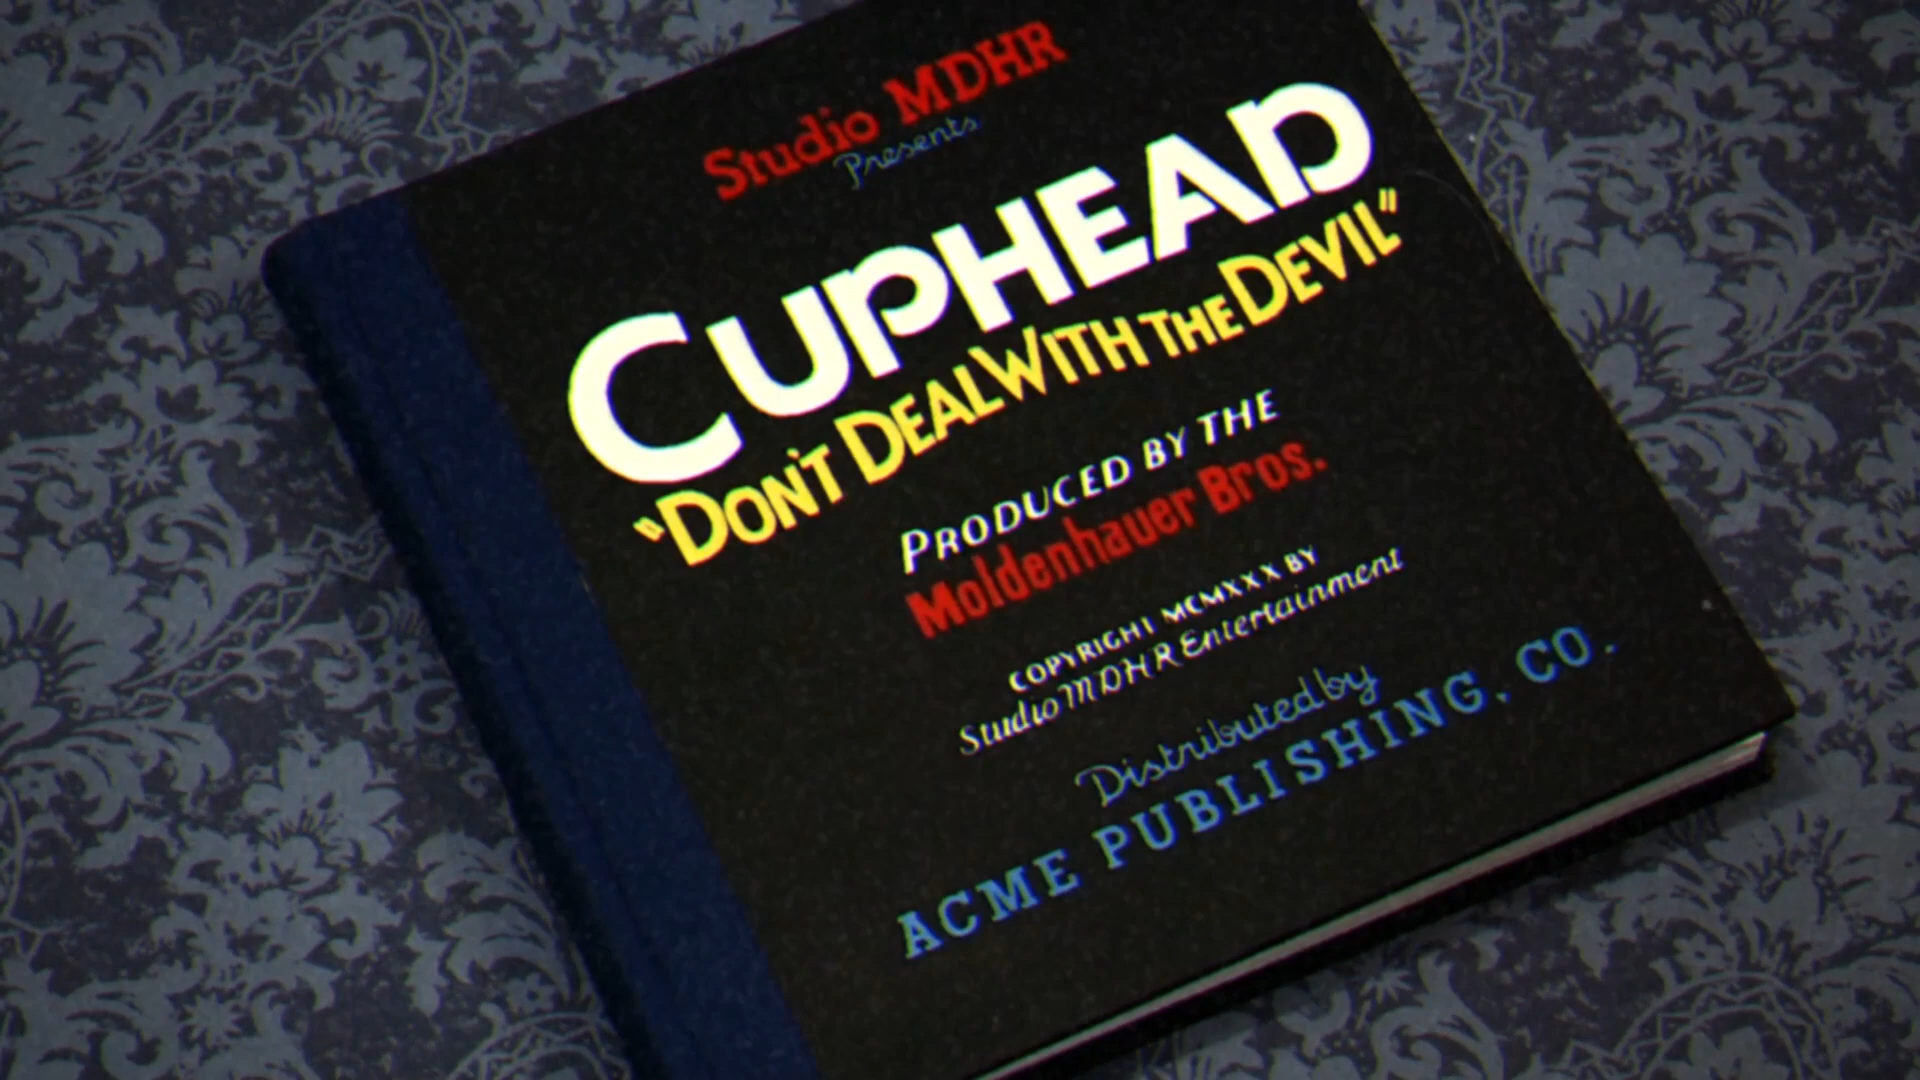 Studio MDHR
Presents
CUPHEAD
"DON'T DEAL WITH THE DEVIL"
PRODUCED BY THE
Moldenhauer Bros.
COPYRIGHT MCMXXX BY
Studio MDHR Entertainment
Distributed by
ACME PUBLISHING. CO.